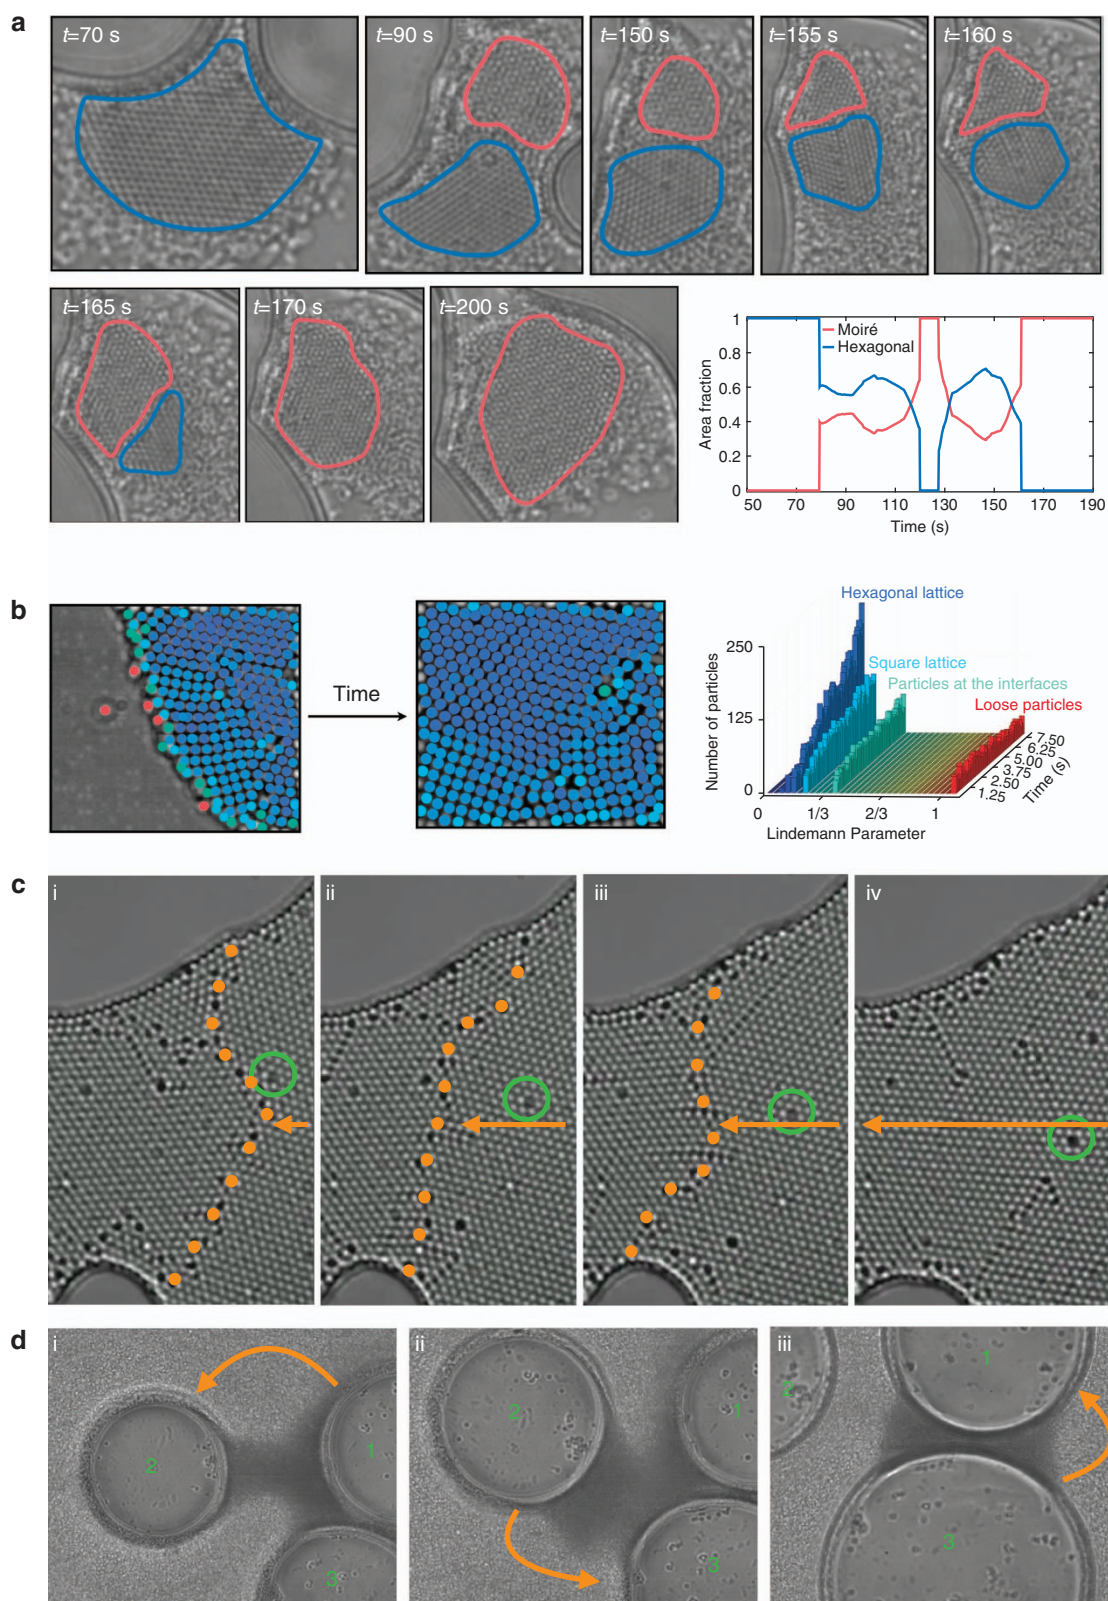 a
t=70 s
t=90 s
t=150 s
t=155 s
t=160 s
t=165 s
t=170 s
t=200 s
1
0.8
0.6
0.4
0.2
0
Area fraction
Moiré
Hexagonal
50 70 90 110 130 150 170 190
Time (s)
b
Time
Hexagonal lattice
Square lattice
Particles at the interfaces
Loose particles
250
125
0
Number of particles
0 1/3 2/3 1
Lindemann Parameter
7.50
6.25
5.00
3.75
2.50
1.25
Time (s)
c
i
ii
iii
iv
d
i
2
1
3
ii
2
1
3
iii
1
2
3